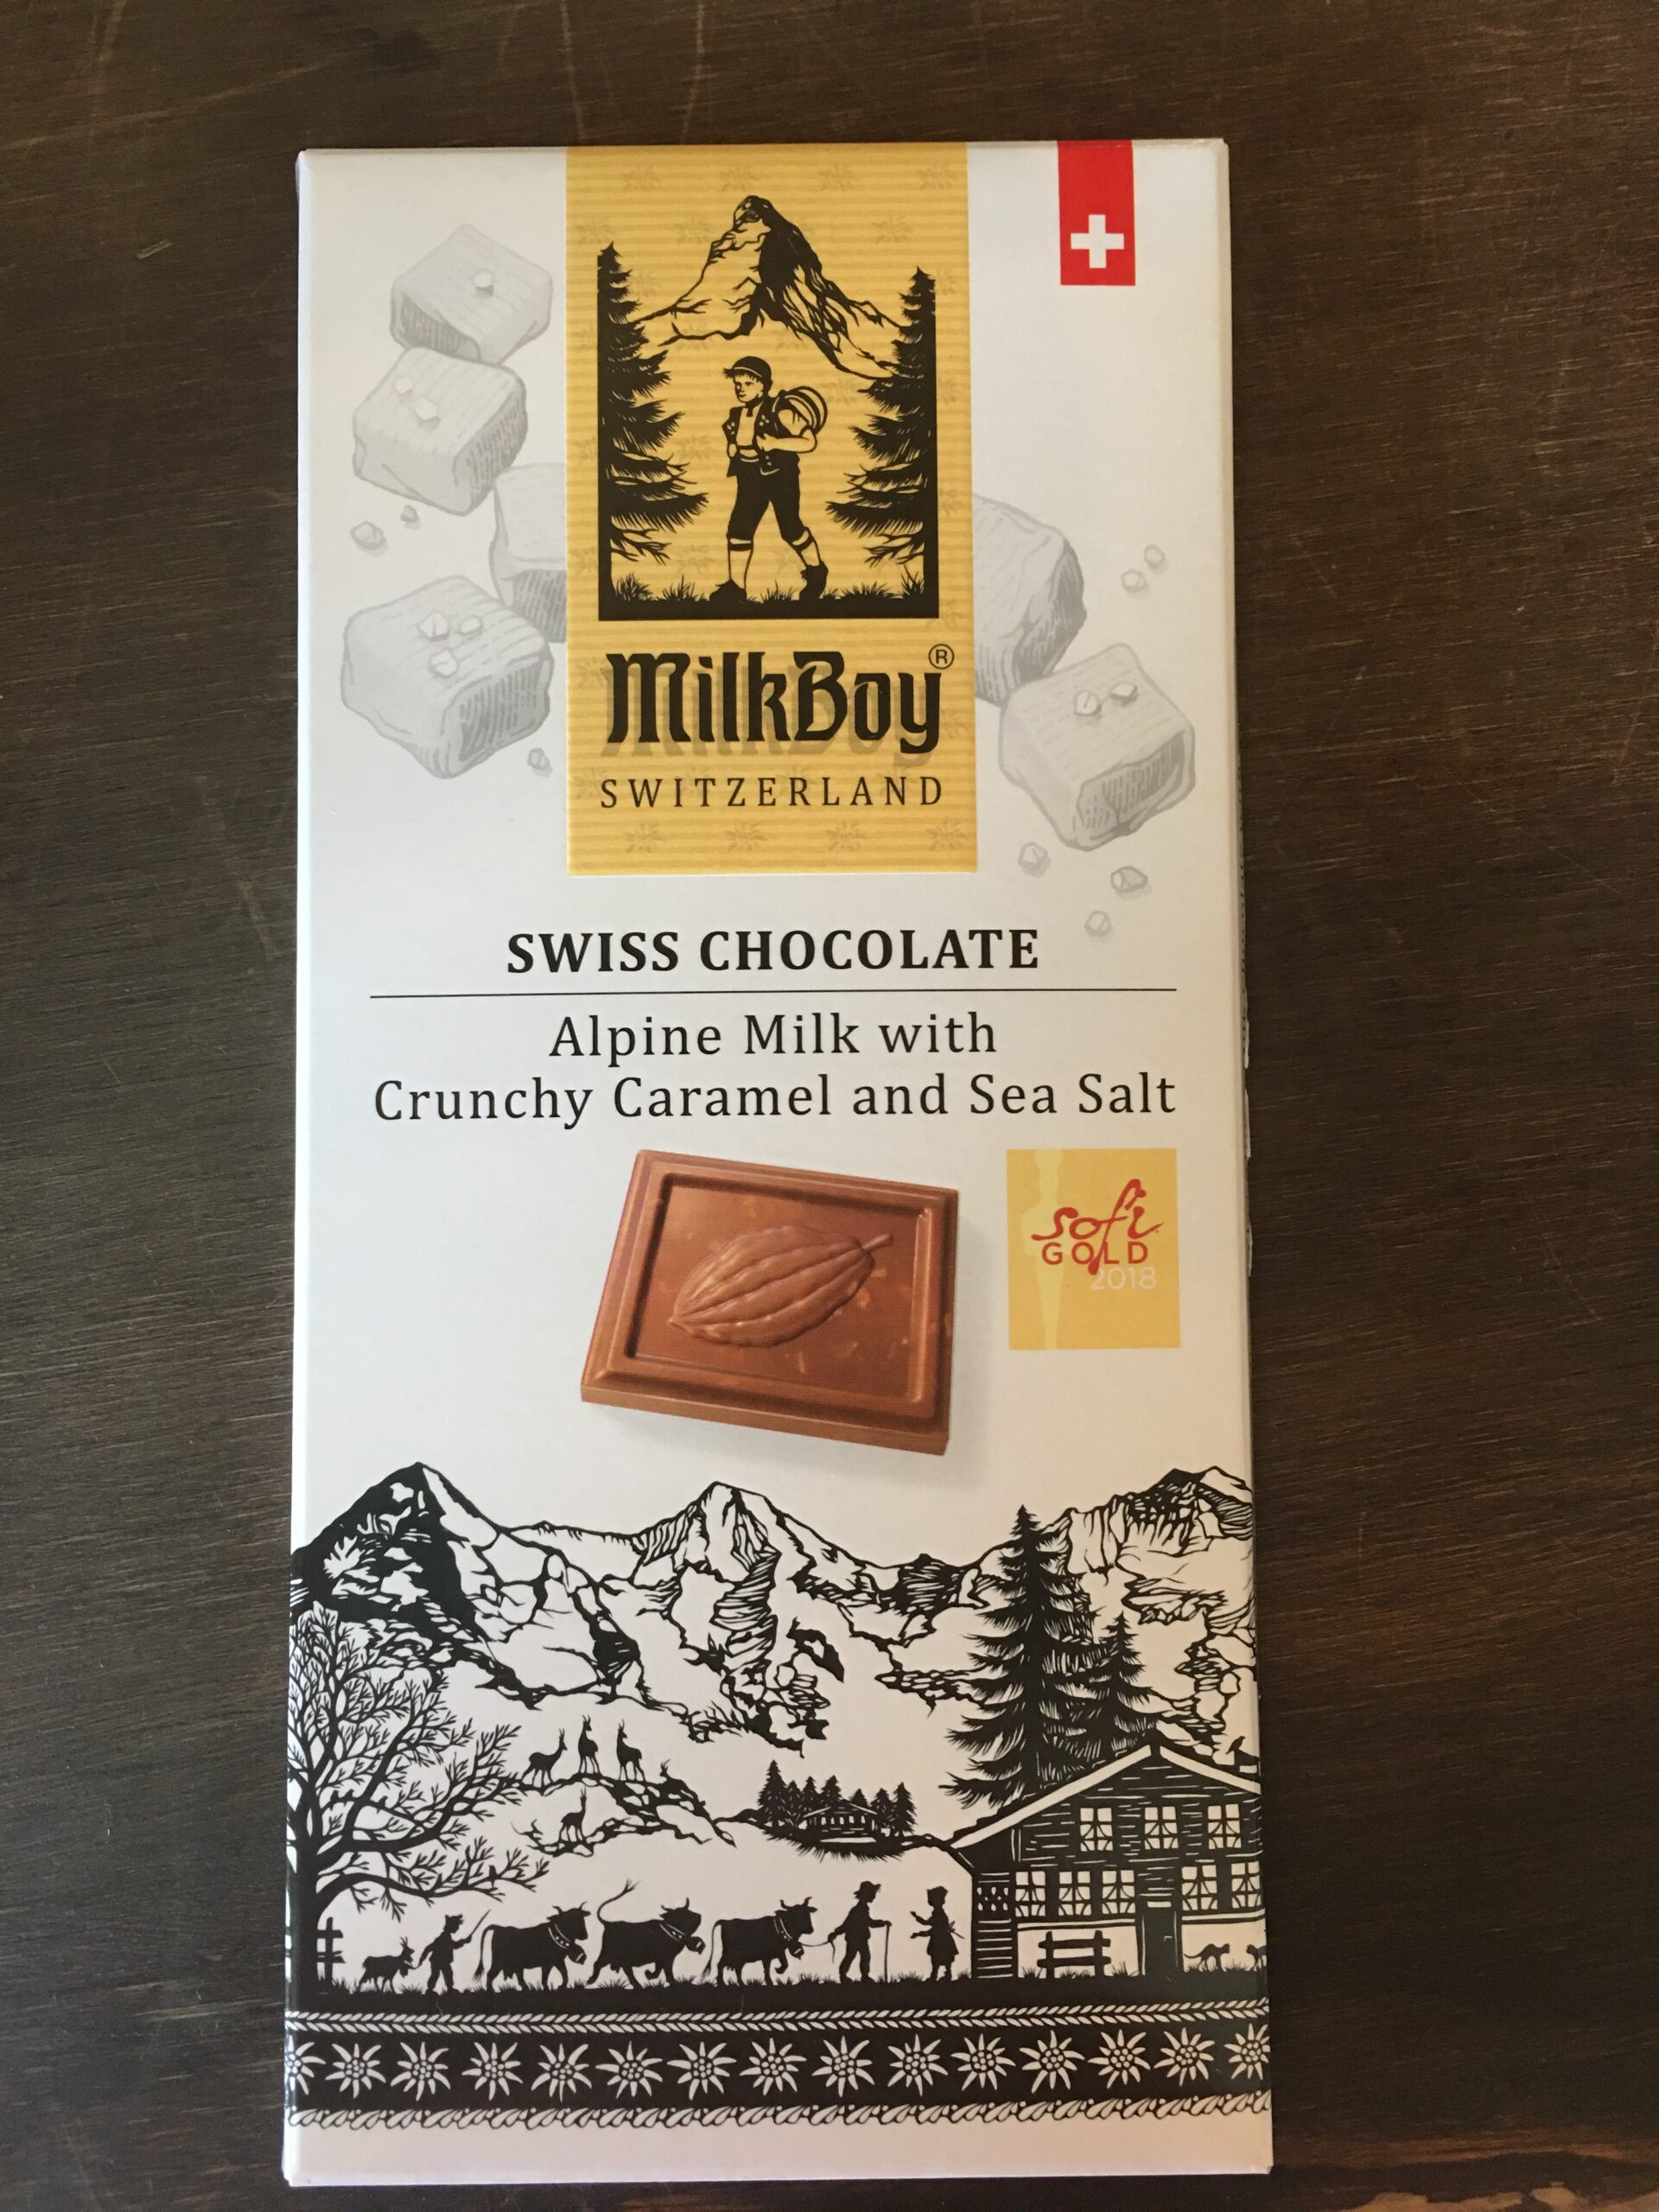 MilkBoy®
SWITZERLAND
SWISS CHOCOLATE
Alpine Milk with
Crunchy Caramel and Sea Salt
sofi
GOLD
2018